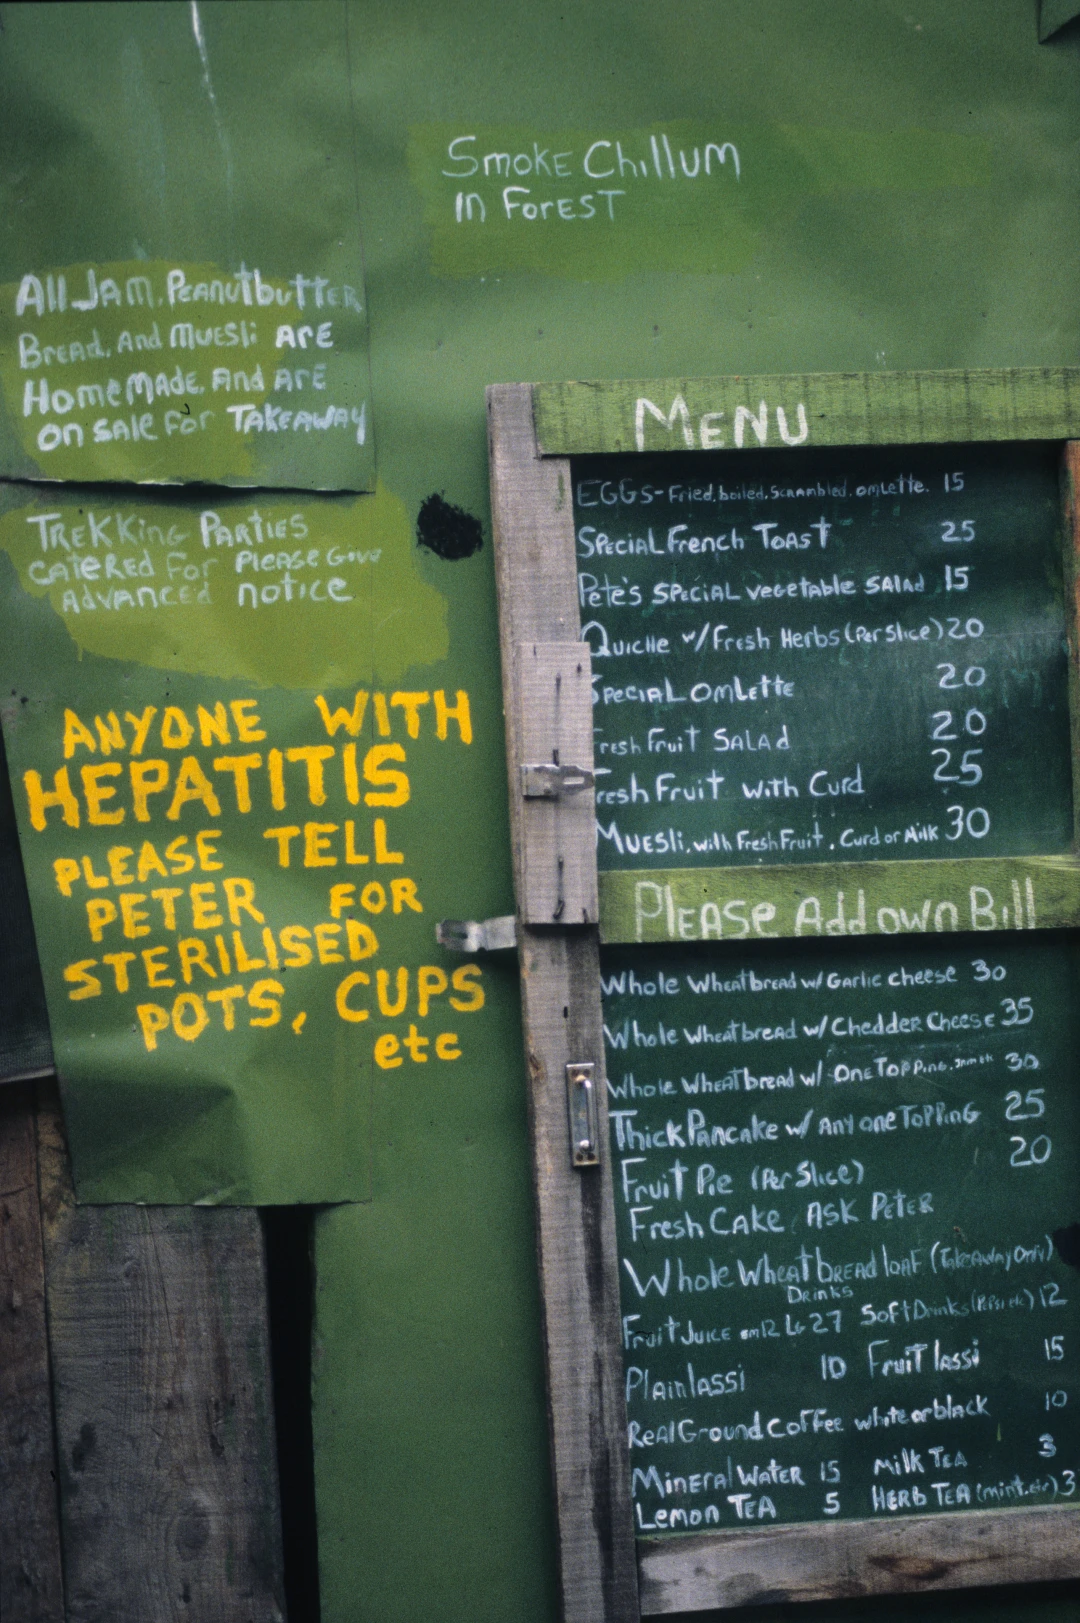 SMOKE CHILLUM
IN FOREST
All JAM, PEANUTBUTTER
BREAD, AND MUESLI ARE
HOMEMADE, AND ARE
ON SALE FOR TAKEAWAY
TREKKING PARTIES
CATERED FOR PLEASE GIVE
ADVANCED NOTICE
ANYONE WITH
HEPATITIS
PLEASE TELL
PETER FOR
STERILISED
POTS, CUPS
etc
MENU
EGGS- Fried, boiled, Scrambled, omlette. 15
SPECIAL French TOAST 25
Pete's SPECIAL vegetable SALAD 15
Quiche w/ Fresh Herbs (Per Slice) 20
SPECIAL OMLette 20
Fresh Fruit SALAd 20
Fresh Fruit with Curd 25
MUESLI, with Fresh Fruit, Curd or Milk 30
PLEASE Add own Bill
Whole Wheatbread w/ Garlic cheese 30
Whole Wheatbread w/ Chedder Cheese 35
Whole Wheatbread w/ ONE TOPPING, 30
Thick Pancake w/ ANY one TOPPING 25
Fruit Pie (Per Slice) 20
Fresh CAKE, ASK PETER
Whole Wheat bread loaf (TakeAway Only)
Drinks
Fruit Juice sm 12 LG 27 Soft Drinks (Pepsi etc) 12
Plain lassi 10 Fruit lassi 15
Real Ground Coffee white or black 10
Mineral Water 15 Milk TEA 3
Lemon TEA 5 HERB TEA (mint, etc) 3